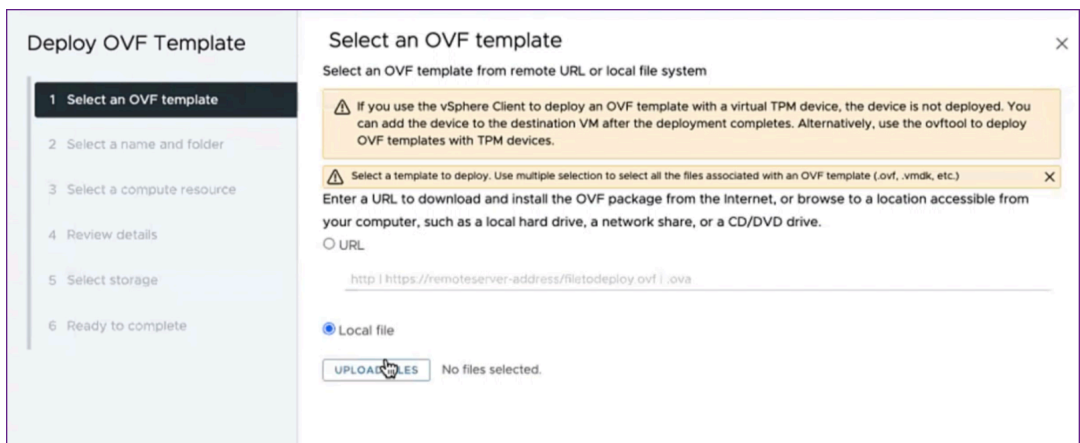 Deploy OVF Template
1 Select an OVF template
2 Select a name and folder
3 Select a compute resource
4 Review details
5 Select storage
6 Ready to complete
Select an OVF template
Select an OVF template from remote URL or local file system
If you use the vSphere Client to deploy an OVF template with a virtual TPM device, the device is not deployed. You
can add the device to the destination VM after the deployment completes. Alternatively, use the ovftool to deploy
OVF templates with TPM devices.
Select a template to deploy. Use multiple selection to select all the files associated with an OVF template (.ovf, .vmdk, etc.)
Enter a URL to download and install the OVF package from the Internet, or browse to a location accessible from
your computer, such as a local hard drive, a network share, or a CD/DVD drive.
URL
http | https://remoteserver-address/filetodeploy.ovf | .ova
Local file
UPLOAD FILES
No files selected.